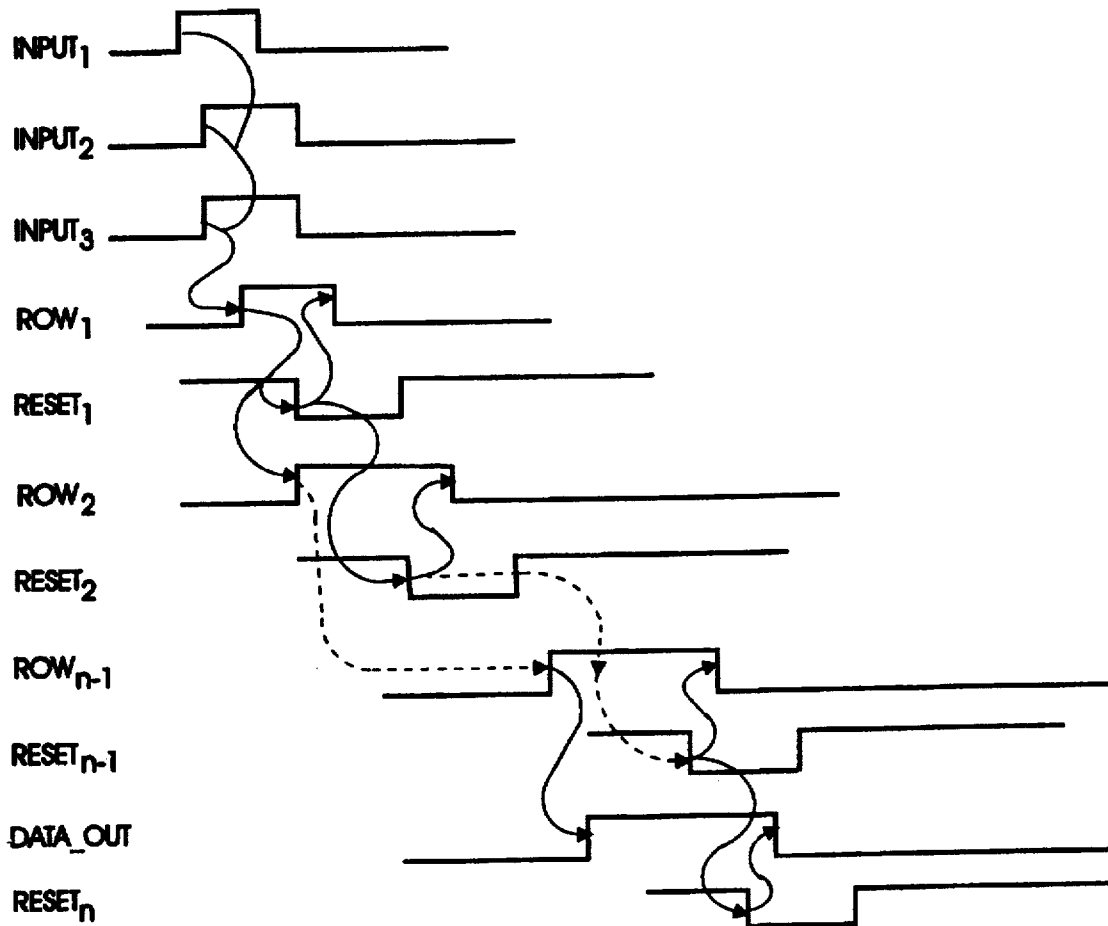 INPUT1
INPUT2
INPUT3
ROW1
RESET1
ROW2
RESET2
ROWn-1
RESETn-1
DATA_OUT
RESETn